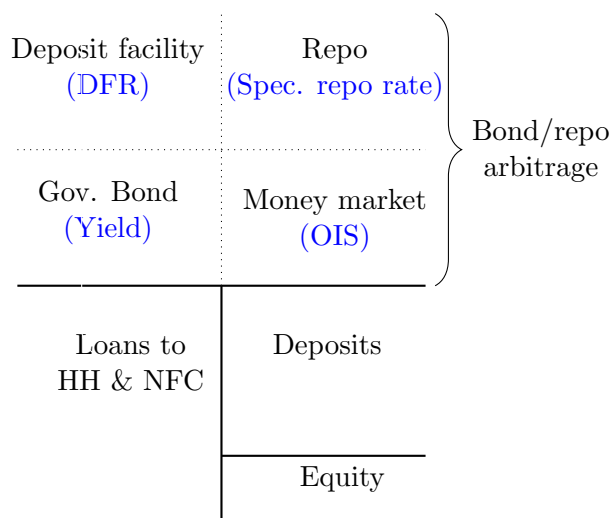 Deposit facility
(DFR)
Repo
(Spec. repo rate)
Bond/repo
arbitrage
Gov. Bond
(Yield)
Money market
(OIS)
Loans to
HH & NFC
Deposits
Equity